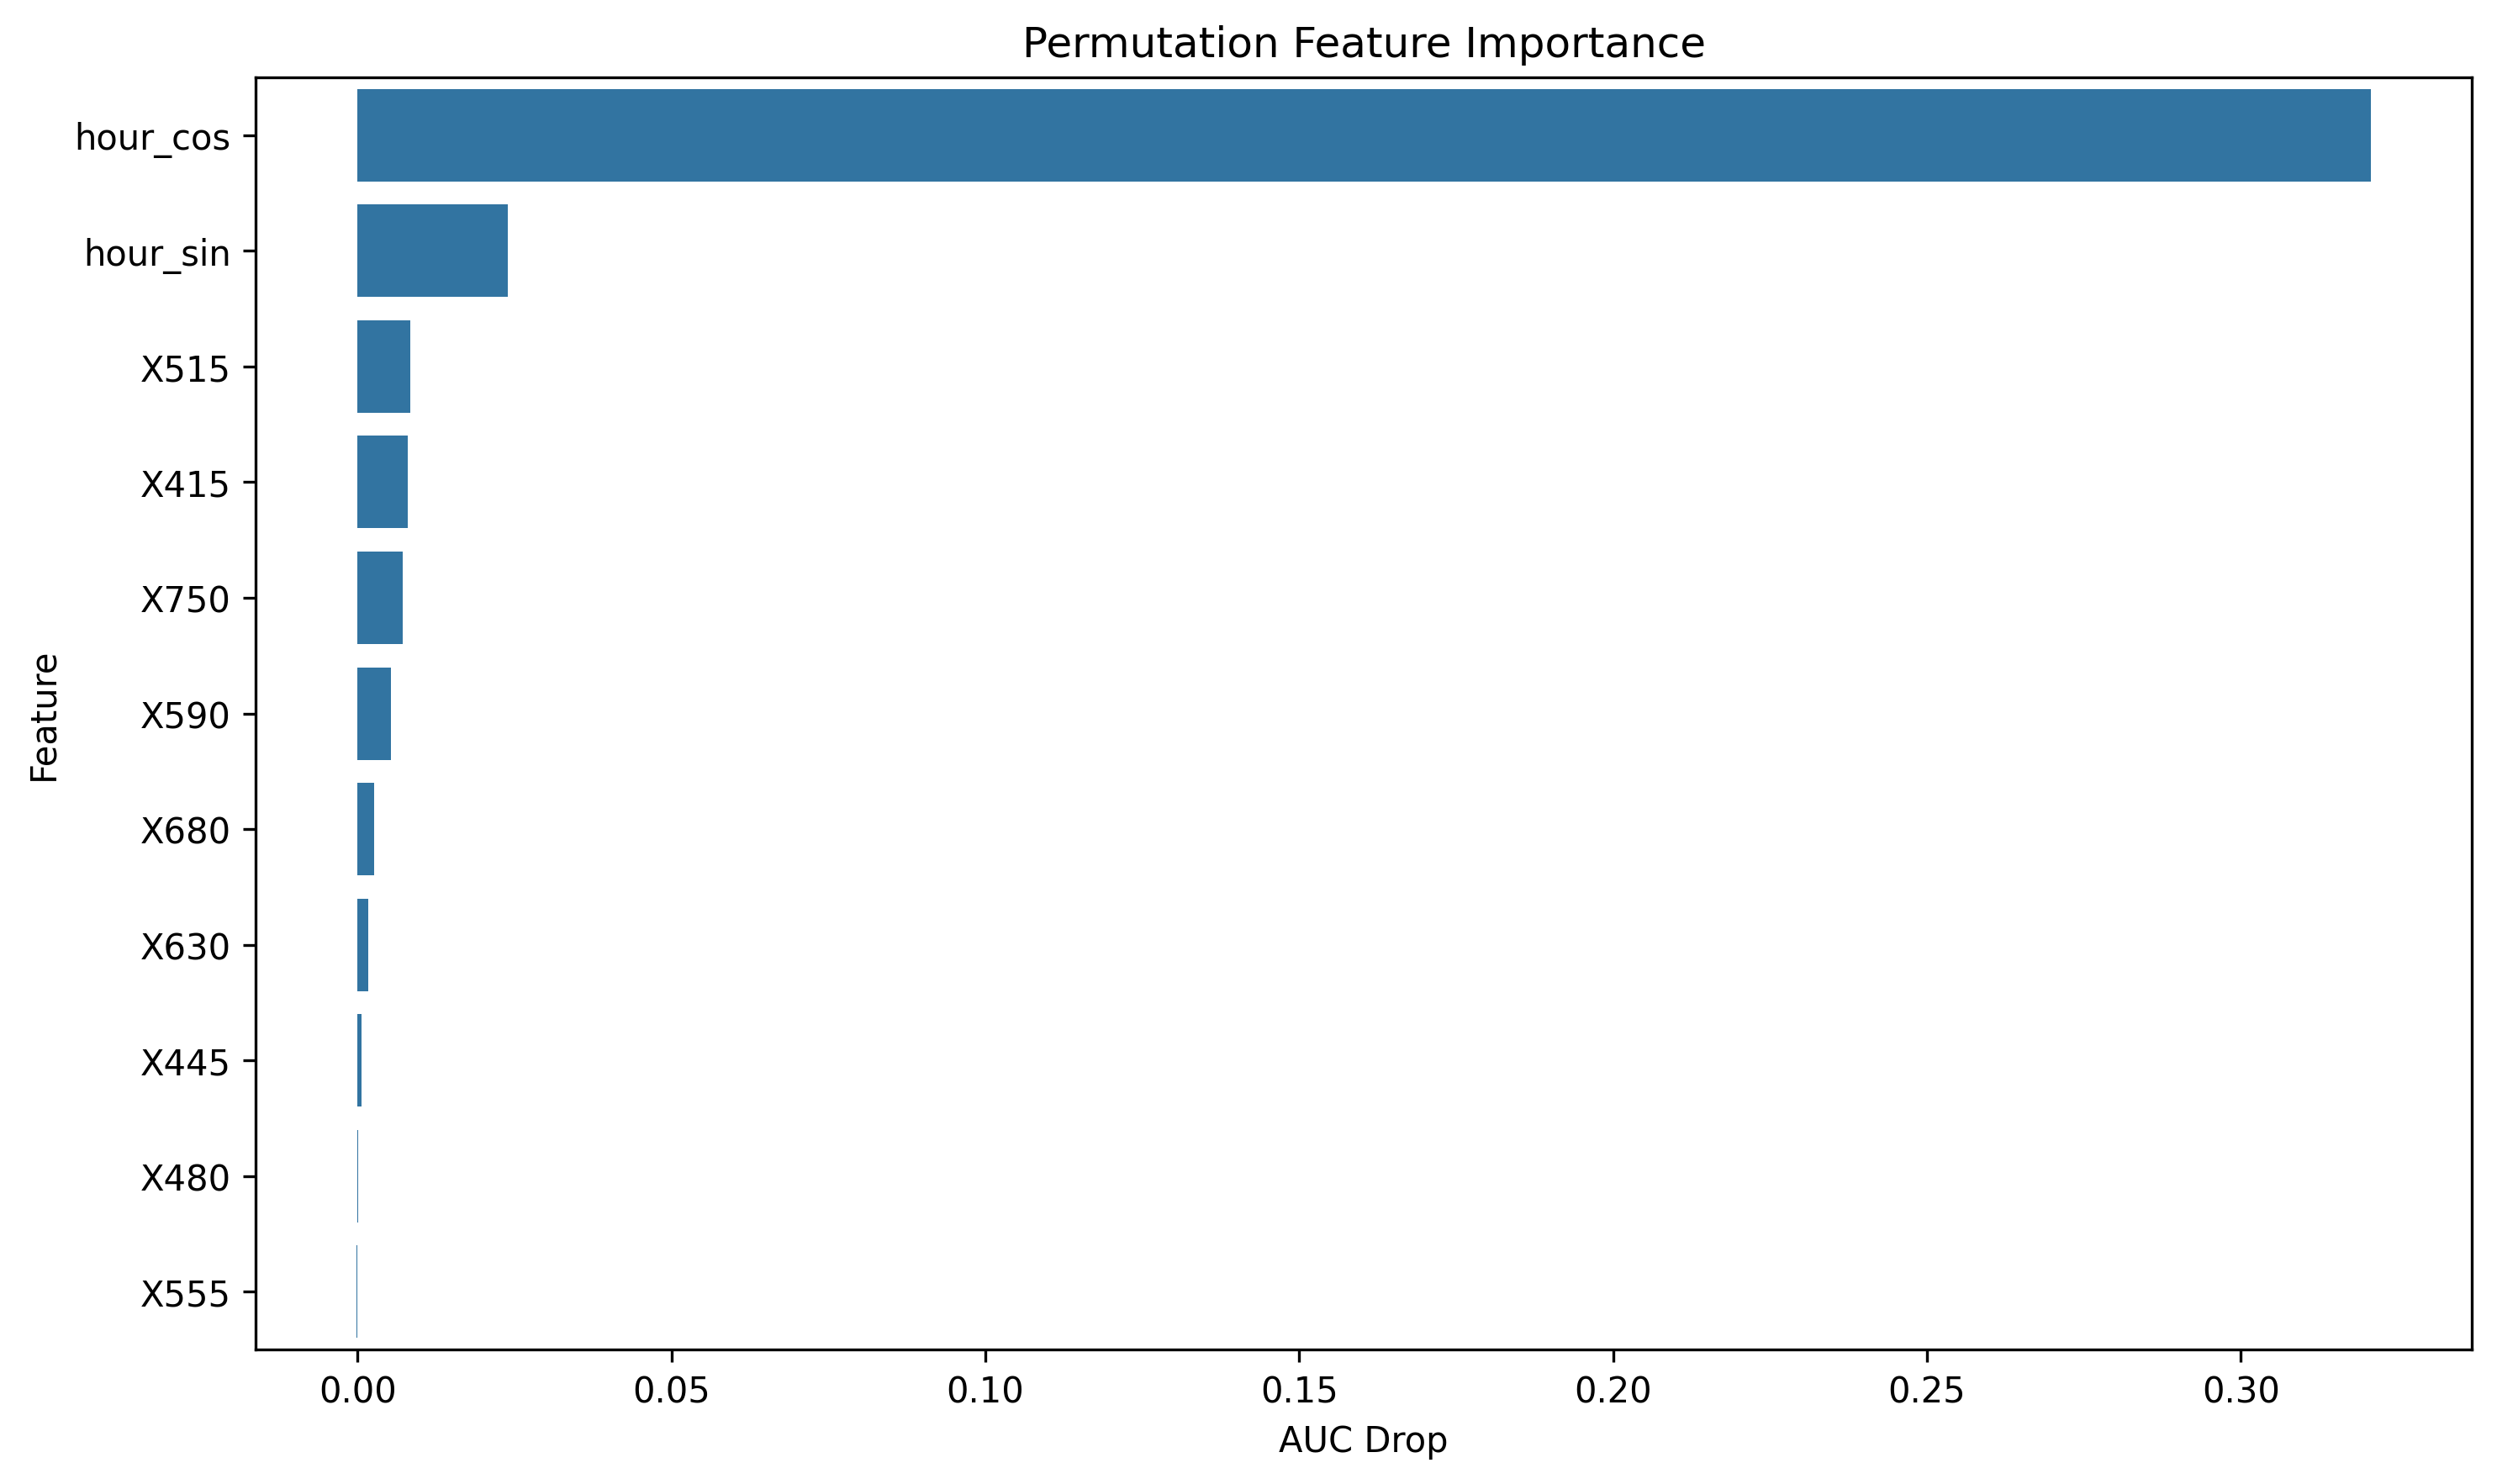 Permutation Feature Importance
Feature
hour_cos
hour_sin
X515
X415
X750
X590
X680
X630
X445
X480
X555
0.00 0.05 0.10 0.15 0.20 0.25 0.30
AUC Drop